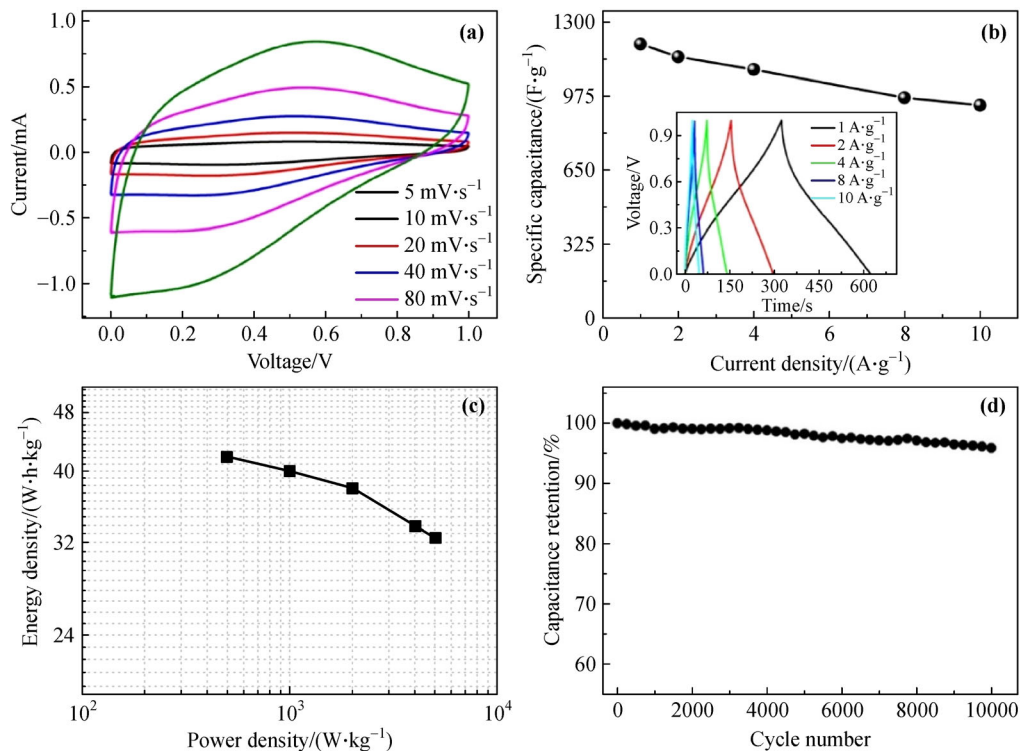 (a)
1.0
0.5
0.0
−0.5
−1.0
Current/mA
5 mV·s⁻¹
10 mV·s⁻¹
20 mV·s⁻¹
40 mV·s⁻¹
80 mV·s⁻¹
0.0 0.2 0.4 0.6 0.8 1.0
Voltage/V
(b)
1300
975
650
325
0
Specific capacitance/(F·g⁻¹)
0.9
0.6
0.3
0.0
Voltage/V
1 A·g⁻¹
2 A·g⁻¹
4 A·g⁻¹
8 A·g⁻¹
10 A·g⁻¹
0 150 300 450 600
Time/s
0 2 4 6 8 10
Current density/(A·g⁻¹)
(c)
48
40
32
24
Energy density/(W·h·kg⁻¹)
10² 10³ 10⁴
Power density/(W·kg⁻¹)
(d)
100
90
80
70
60
Capacitance retention/%
0 2000 4000 6000 8000 10000
Cycle number